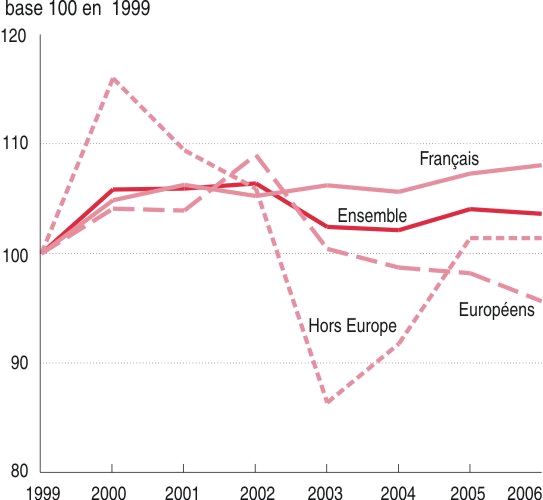 base 100 en 1999
120
110
Français
Ensemble
100
Européens
Hors Europe
90
80
1999 2000 2001 2002 2003 2004 2005 2006